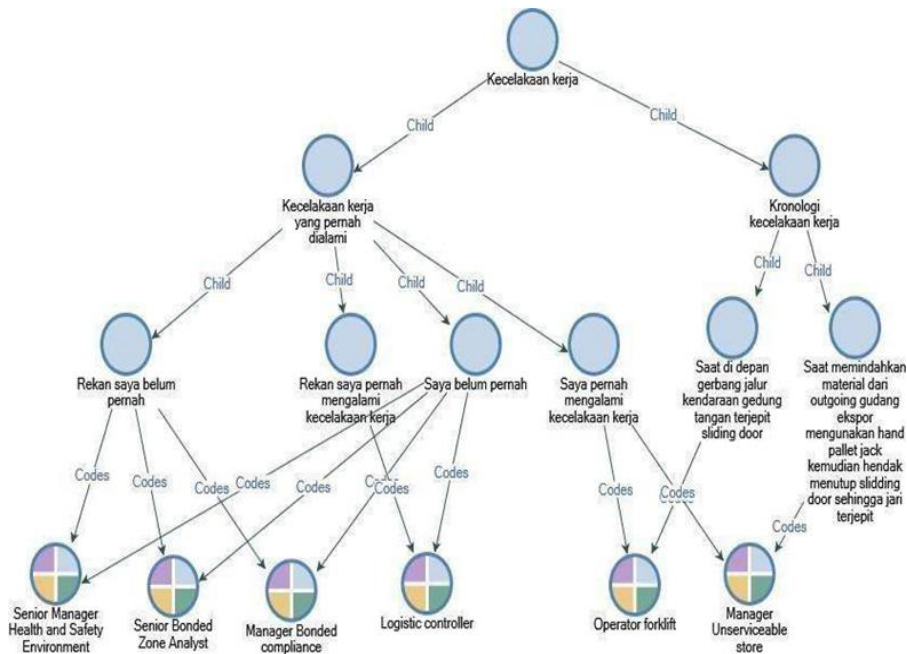 Kecelakaan kerja
Child
Child
Kecelakaan kerja
yang pernah
dialami
Kronologi
kecelakaan kerja
Child
Child
Child
Child
Child
Child
Rekan saya belum
pernah
Rekan saya pernah
mengalami
kecelakaan kerja
Saya belum pernah
Saya pernah
mengalami
kecelakaan kerja
Saat di depan
gerbang jalur
kendaraan gedung
tangan terjepit
sliding door
Saat memindahkan
material dari
outgoing gudang
ekspor
mengunakan hand
pallet jack
kemudian hendak
menutup slidding
door sehingga jari
terjepit
Codes
Codes
Codes
Codes
Codes
Codes
Codes
Codes
Codes
Codes
Codes
Senior Manager
Health and Safety
Environment
Senior Bonded
Zone Analyst
Manager Bonded
compliance
Logistic controller
Operator forklift
Manager
Unserviceable
store